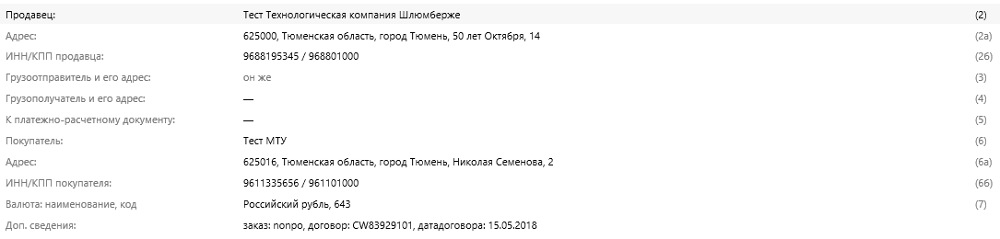 Продавец: Тест Технологическая компания Шлюмберже (2)
Адрес: 625000, Тюменская область, город Тюмень, 50 лет Октября, 14 (2а)
ИНН/КПП продавца: 9688195345 / 968801000 (2б)
Грузоотправитель и его адрес: он же (3)
Грузополучатель и его адрес: — (4)
К платежно-расчетному документу: — (5)
Покупатель: Тест МТУ (6)
Адрес: 625016, Тюменская область, город Тюмень, Николая Семенова, 2 (6а)
ИНН/КПП покупателя: 9611335656 / 961101000 (6б)
Валюта: наименование, код Российский рубль, 643 (7)
Доп. сведения: заказ: nonpo, договор: CW83929101, датадоговора: 15.05.2018